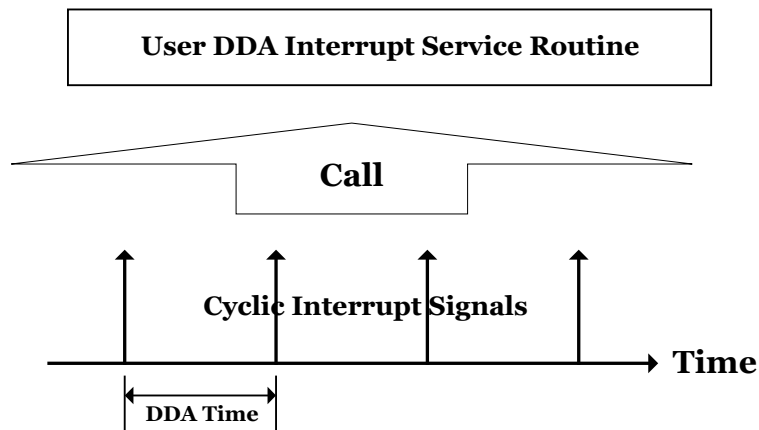 User DDA Interrupt Service Routine
Call
Cyclic Interrupt Signals
Time
DDA Time